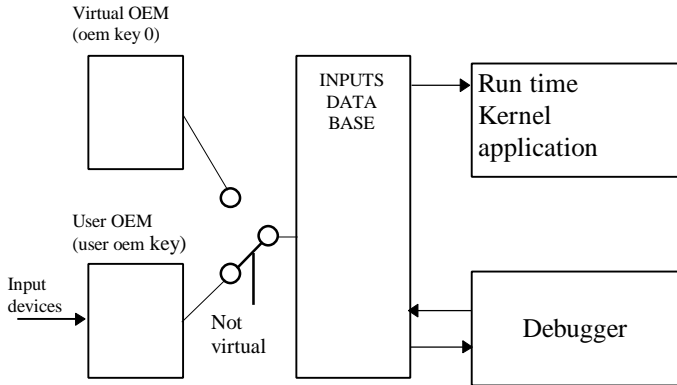 Virtual OEM
(oem key 0)
INPUTS
DATA
BASE
Run time
Kernel
application
User OEM
(user oem key)
Input
devices
Not
virtual
Debugger